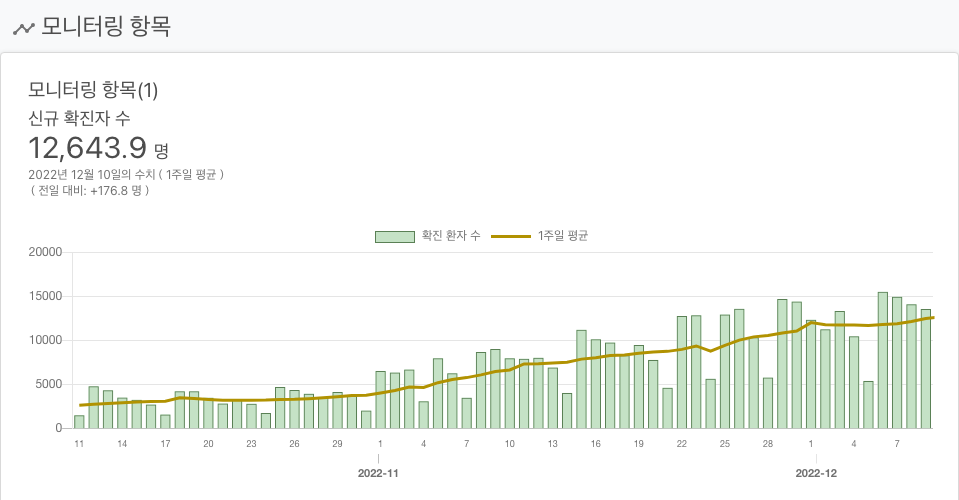 모니터링 항목
모니터링 항목(1)
신규 확진자 수
12,643.9 명
2022년 12월 10일의 수치 ( 1주일 평균 )
( 전일 대비: +176.8 명 )
확진 환자 수 1주일 평균
20000
15000
10000
5000
0
11 14 17 20 23 26 29 1 4 7 10 13 16 19 22 25 28 1 4 7
2022-11 2022-12